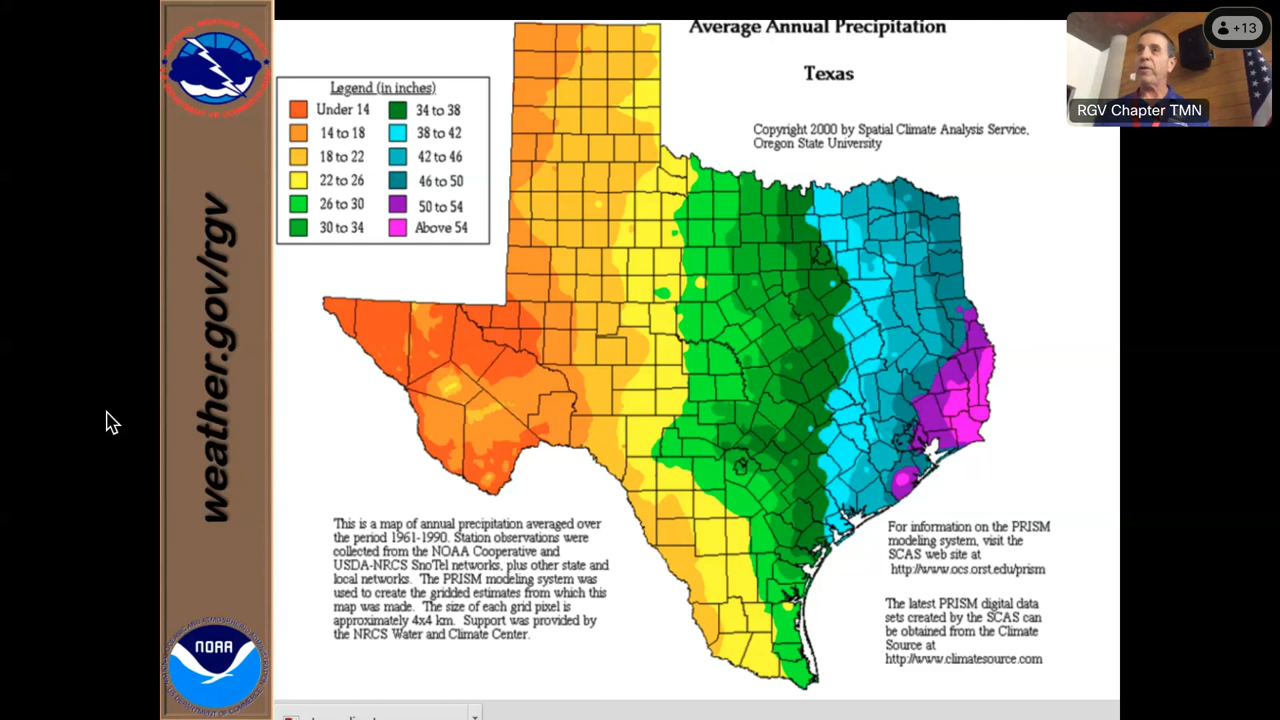 weather.gov/rgv
NOAA
Average Annual Precipitation
Texas
Copyright 2000 by Spatial Climate Analysis Service,
Oregon State University
Legend (in inches)
Under 14
14 to 18
18 to 22
22 to 26
26 to 30
30 to 34
34 to 38
38 to 42
42 to 46
46 to 50
50 to 54
Above 54
This is a map of annual precipitation averaged over
the period 1961-1990. Station observations were
collected from the NOAA Cooperative and
USDA-NRCS SnoTel networks, plus other state and
local networks. The PRISM modeling system was
used to create the gridded estimates from which this
map was made. The size of each grid pixel is
approximately 4x4 km. Support was provided by
the NRCS Water and Climate Center.
For information on the PRISM
modeling system, visit the
SCAS web site at
http://www.ocs.orst.edu/prism
The latest PRISM digital data
sets created by the SCAS can
be obtained from the Climate
Source at
http://www.climatesource.com
+13
RGV Chapter TMN